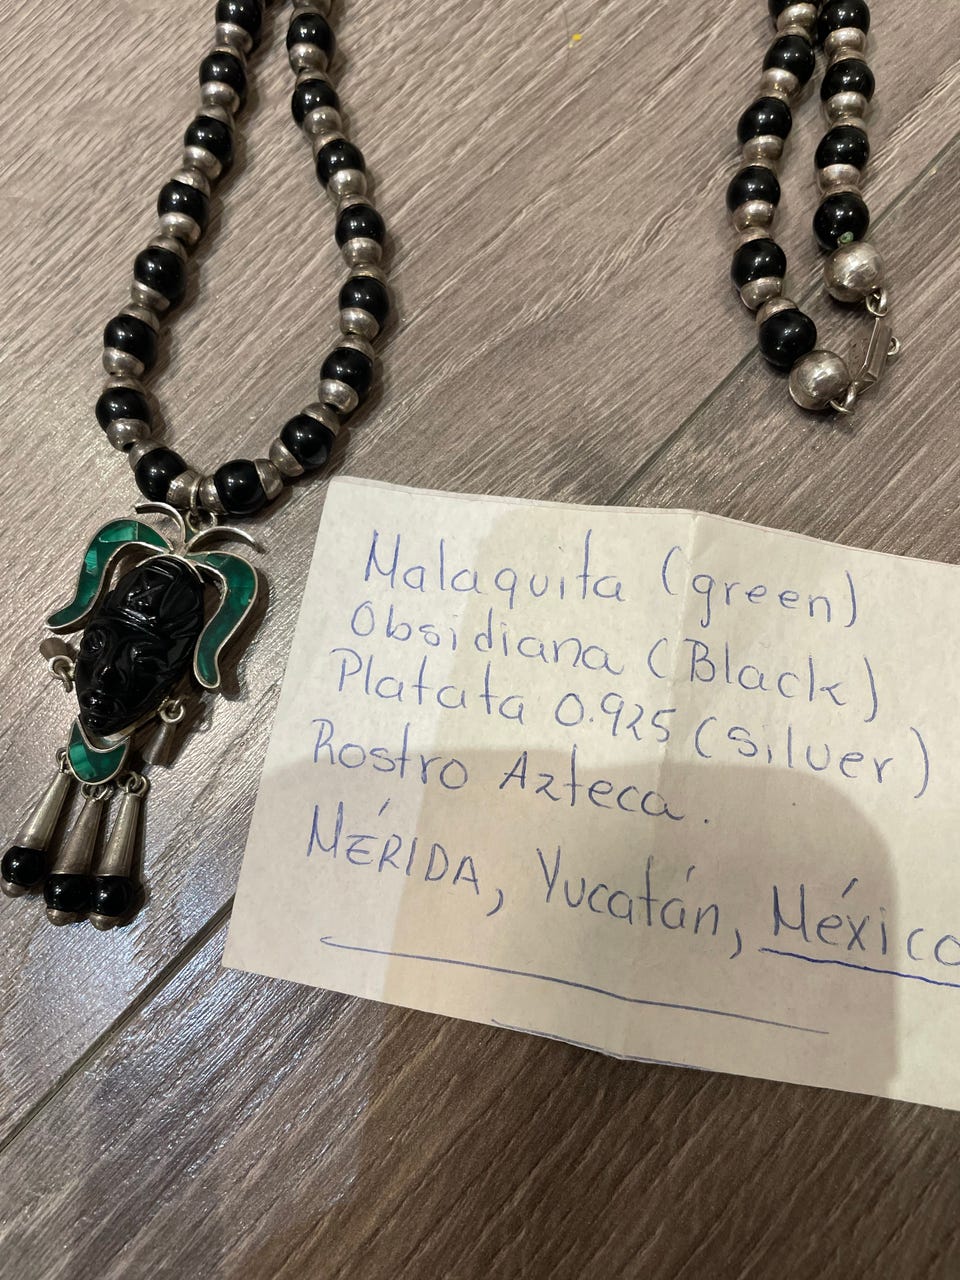 Malaquita (green)
Obsidiana (Black)
Platata 0.925 (silver)
Rostro Azteca.
MÉRIDA, Yucatán, México